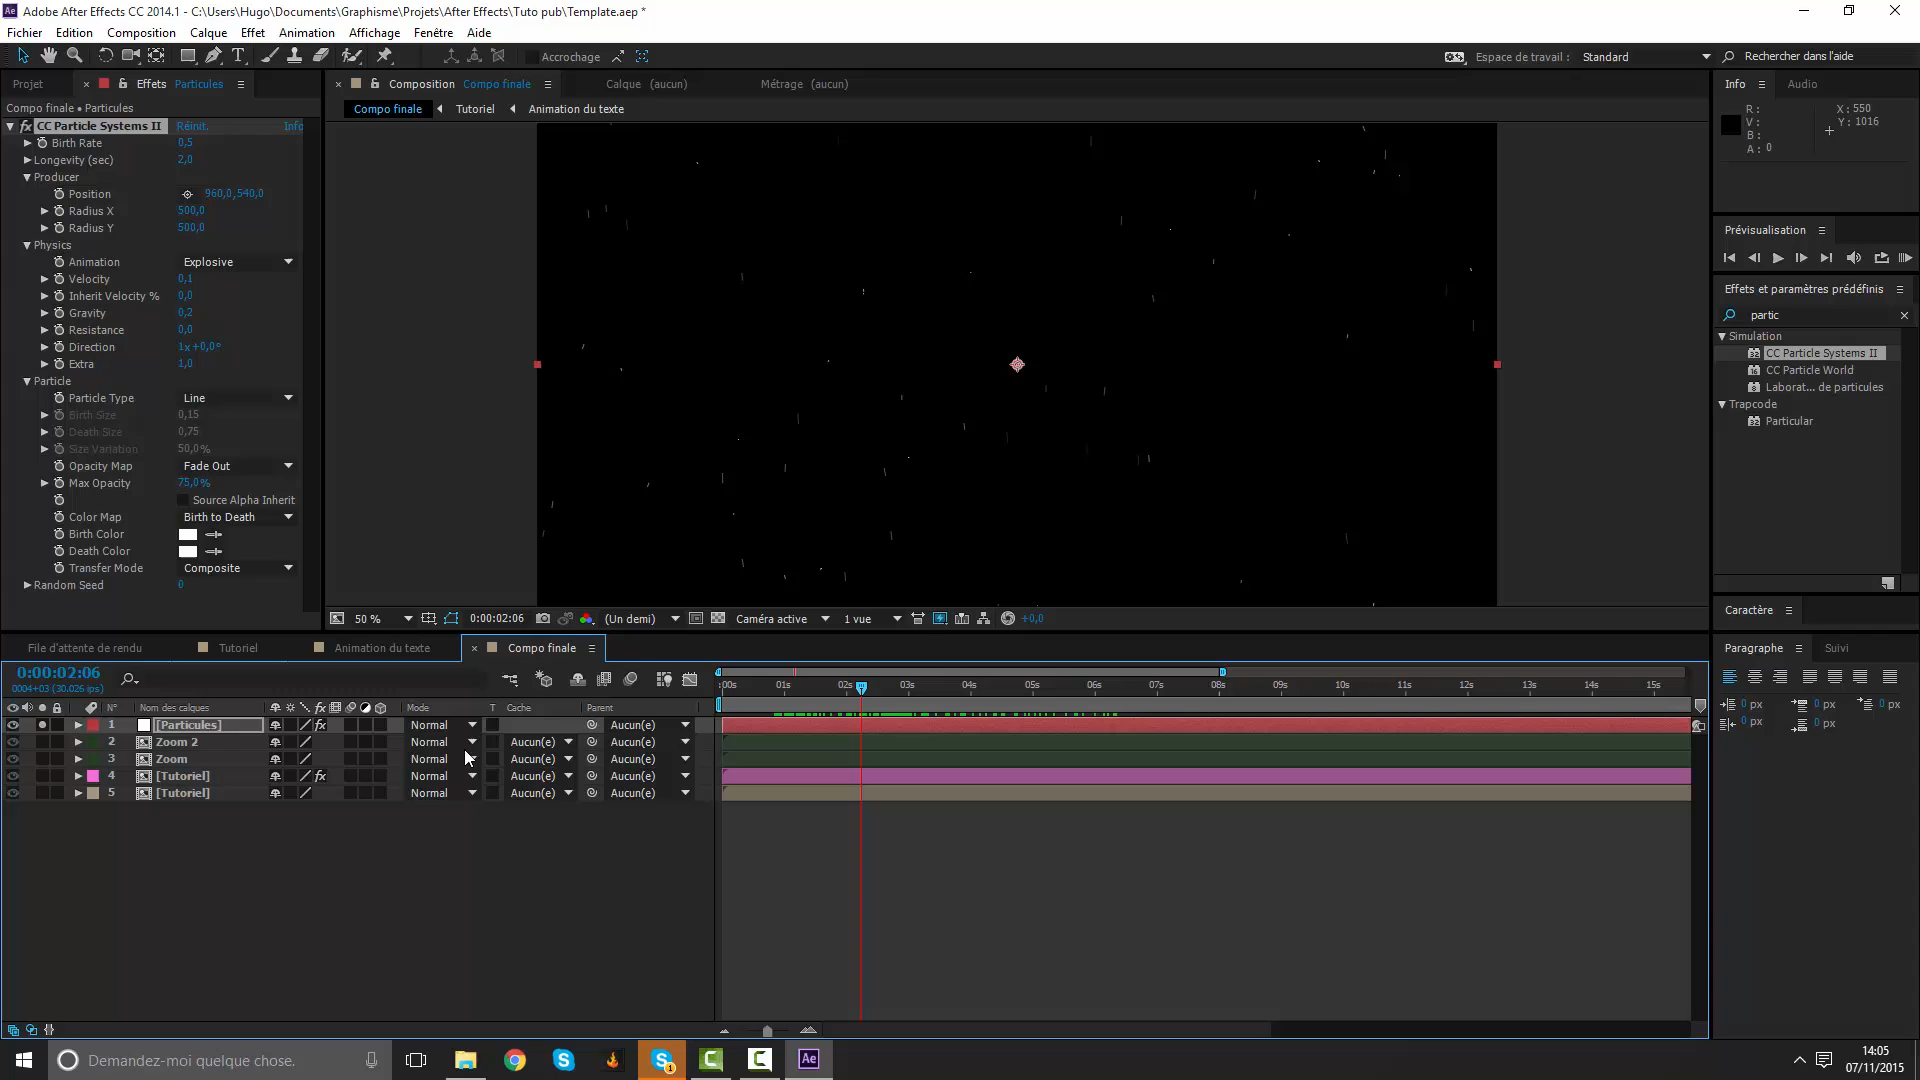 Adobe After Effects CC 2014.1 - C:\Users\Hugo\Documents\Graphisme\Projets\After Effects\Tuto pub\Template.aep *
Fichier Edition Composition Calque Effet Animation Affichage Fenêtre Aide
Accrochage
Espace de travail : Standard
Rechercher dans l'aide
Projet
Effets Particules
Composition Compo finale
Calque (aucun)
Métrage (aucun)
Info
Audio
Compo finale • Particules
Compo finale
Tutoriel
Animation du texte
R :
V :
B :
A : 0
X : 550
Y : 1016
fx CC Particle Systems II Réinit. Info
Birth Rate 0,5
Longevity (sec) 2,0
Producer
Position 960,0,540,0
Radius X 500,0
Radius Y 500,0
Physics
Animation Explosive
Velocity 0,1
Inherit Velocity % 0,0
Gravity 0,2
Resistance 0,0
Direction 1x+0,0°
Extra 1,0
Particle
Particle Type Line
Birth Size 0,15
Death Size 0,75
Size Variation 50,0%
Opacity Map Fade Out
Max Opacity 75,0%
Source Alpha Inherit
Color Map Birth to Death
Birth Color
Death Color
Transfer Mode Composite
Random Seed 0
Prévisualisation
Effets et paramètres prédéfinis
partic
Simulation
CC Particle Systems II
CC Particle World
Laborat... de particules
Trapcode
Particular
50 %
0:00:02:06
(Un demi)
Caméra active
1 vue
+0,0
Caractère
Paragraphe
Suivi
0 px 0 px 0 px
0 px 0 px
File d'attente de rendu
Tutoriel
Animation du texte
Compo finale
0:00:02:06
0004+03 (30.026 ips)
:00s 01s 02s 03s 04s 05s 06s 07s 08s 09s 10s 11s 12s 13s 14s 15s
N° Nom des calques Mode T Cache Parent
1 [Particules] fx Normal Aucun(e)
2 Zoom 2 Normal Aucun(e) Aucun(e)
3 Zoom Normal Aucun(e) Aucun(e)
4 [Tutoriel] fx Normal Aucun(e) Aucun(e)
5 [Tutoriel] Normal Aucun(e) Aucun(e)
Demandez-moi quelque chose.
Ae
14:05
07/11/2015